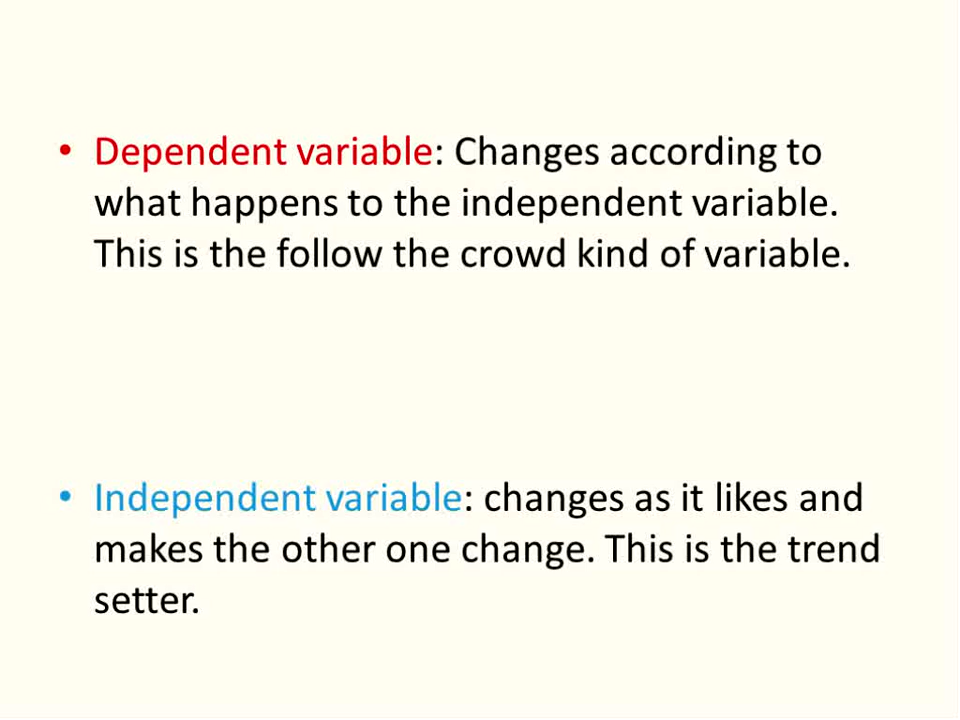 • Dependent variable: Changes according to
what happens to the independent variable.
This is the follow the crowd kind of variable.
• Independent variable: changes as it likes and
makes the other one change. This is the trend
setter.